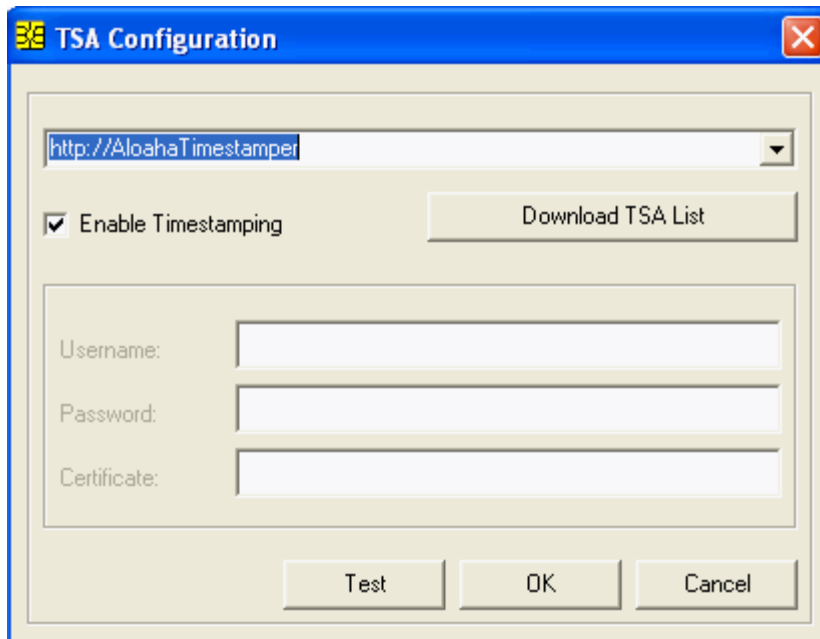 TSA Configuration
http://AloahaTimestamper
Enable Timestamping
Download TSA List
Username:
Password:
Certificate:
Test OK Cancel